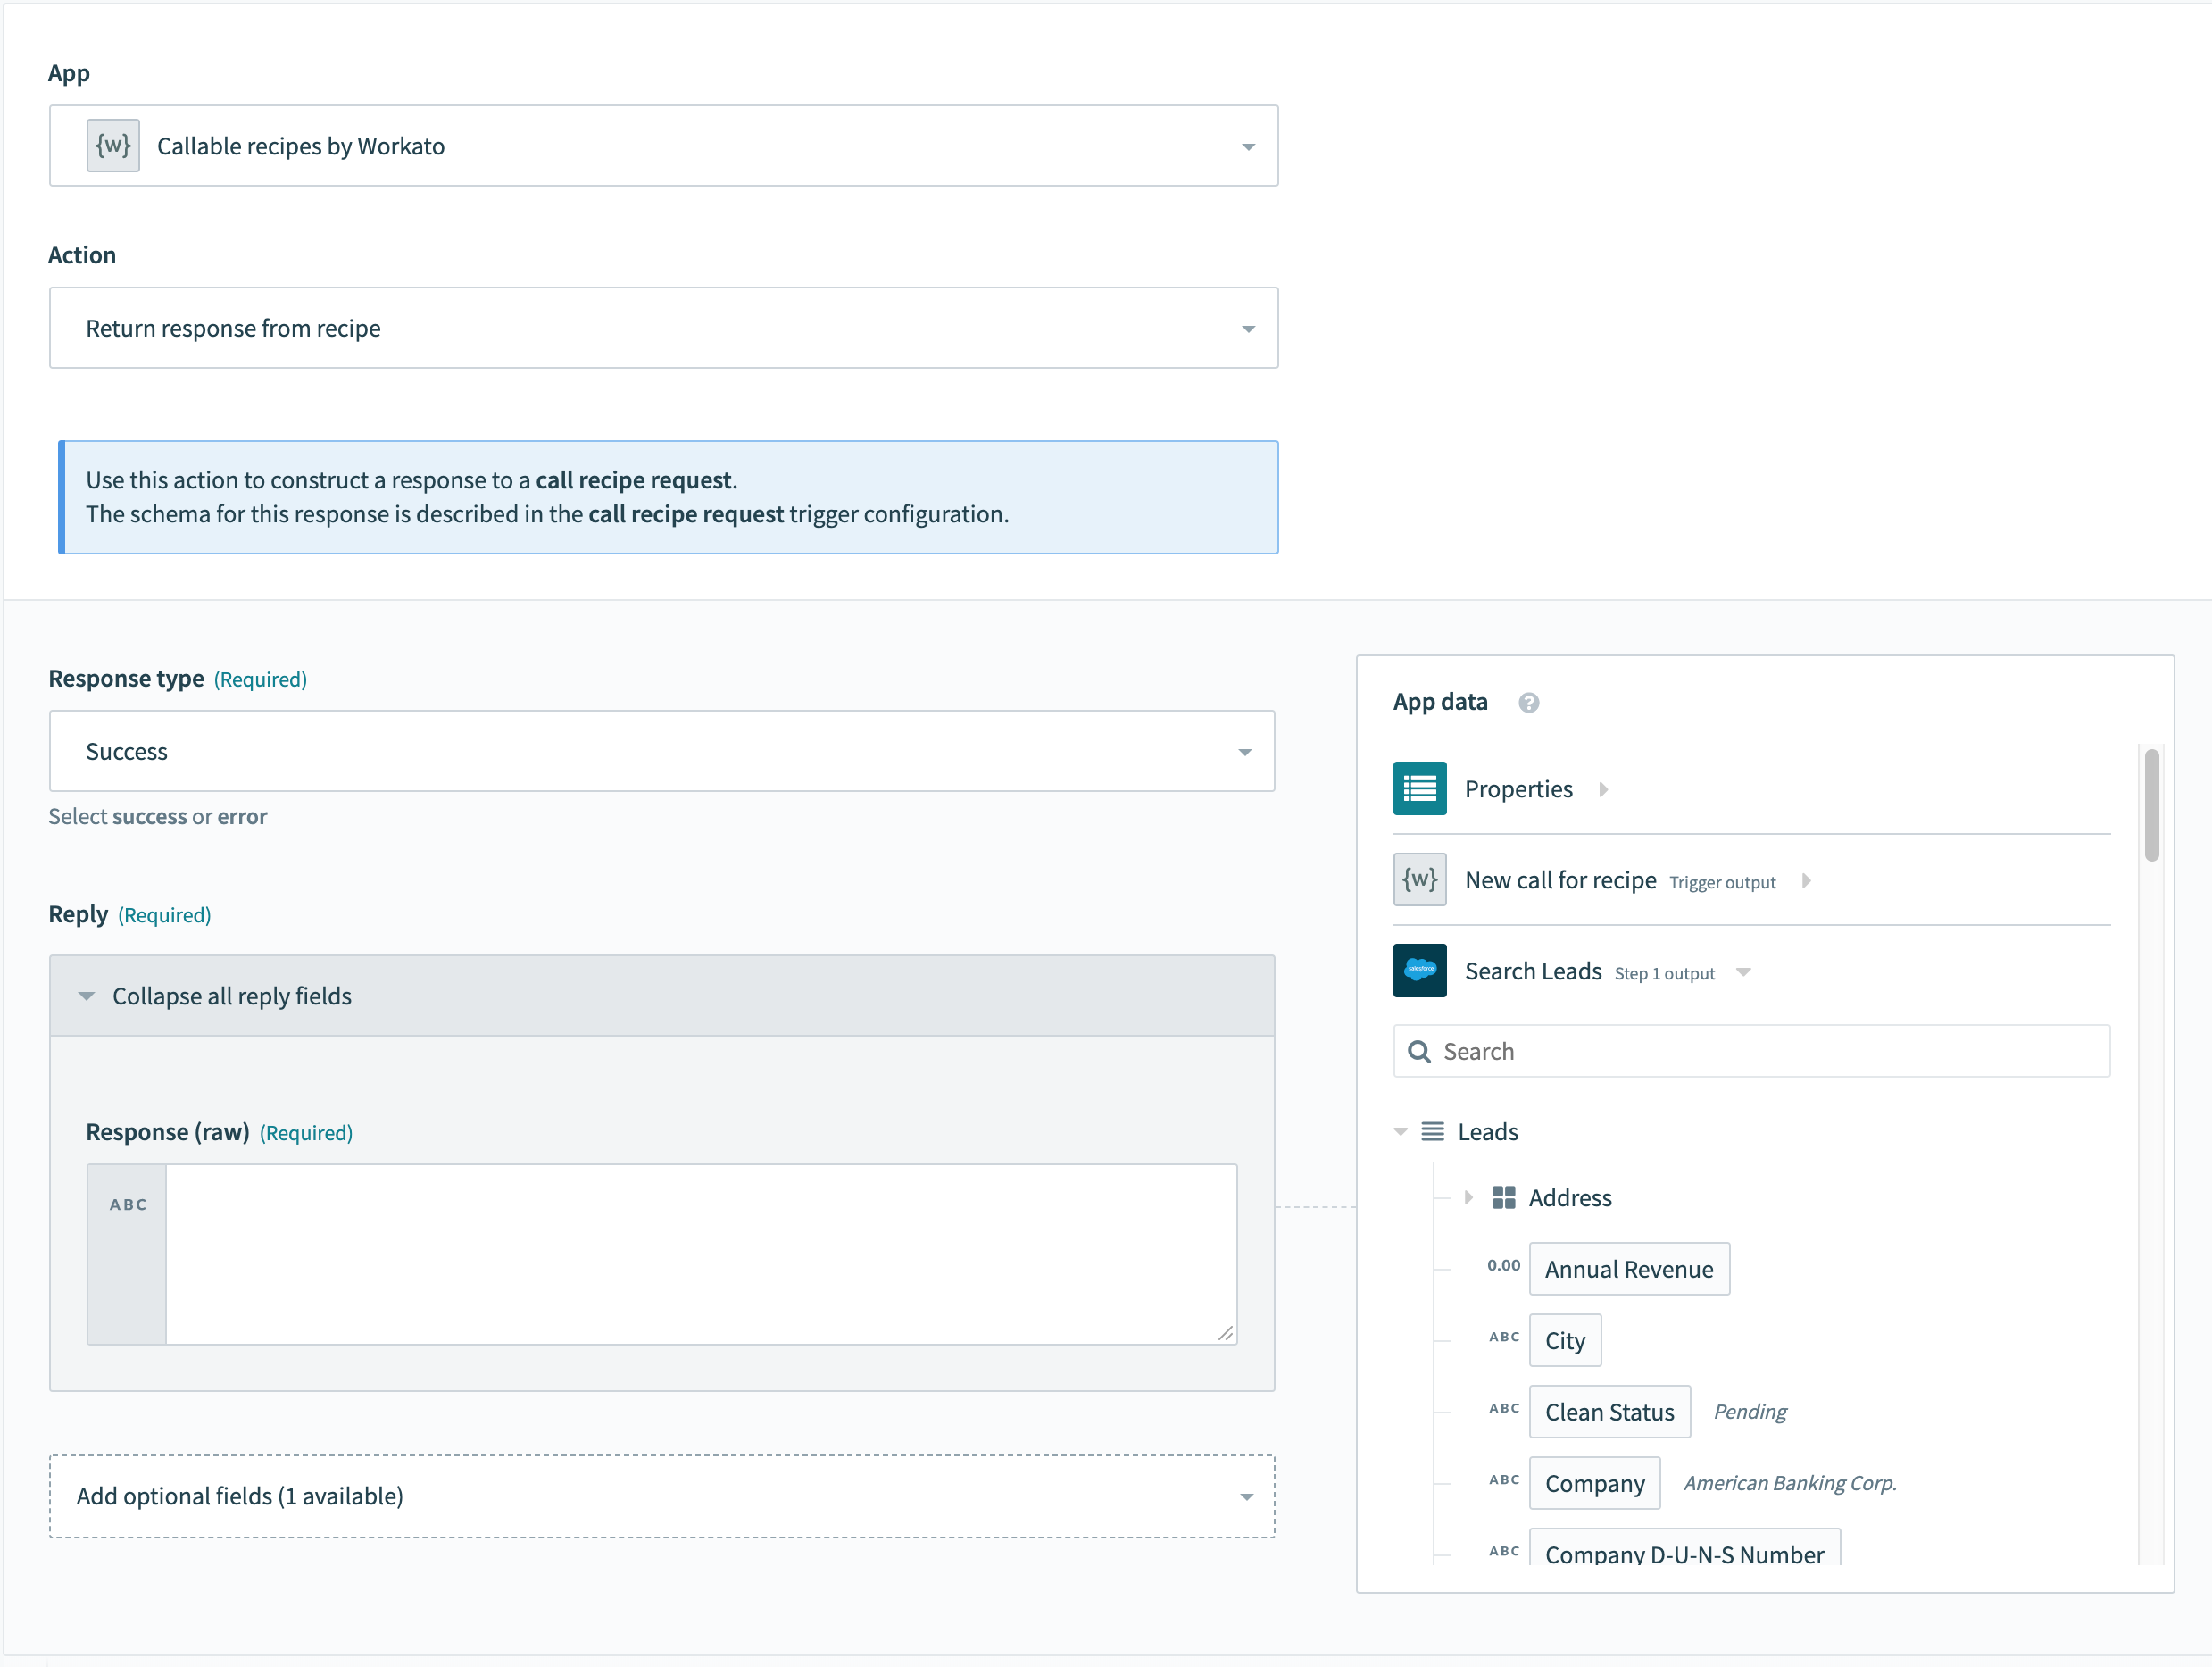 App
{w} Callable recipes by Workato
Action
Return response from recipe
Use this action to construct a response to a call recipe request.
The schema for this response is described in the call recipe request trigger configuration.
Response type (Required)
Success
Select success or error
Reply (Required)
Collapse all reply fields
Response (raw) (Required)
ABC
Add optional fields (1 available)
App data ?
Properties
{w} New call for recipe Trigger output
salesforce Search Leads Step 1 output
Search
Leads
Address
0.00 Annual Revenue
ABC City
ABC Clean Status Pending
ABC Company American Banking Corp.
ABC Company D-U-N-S Number